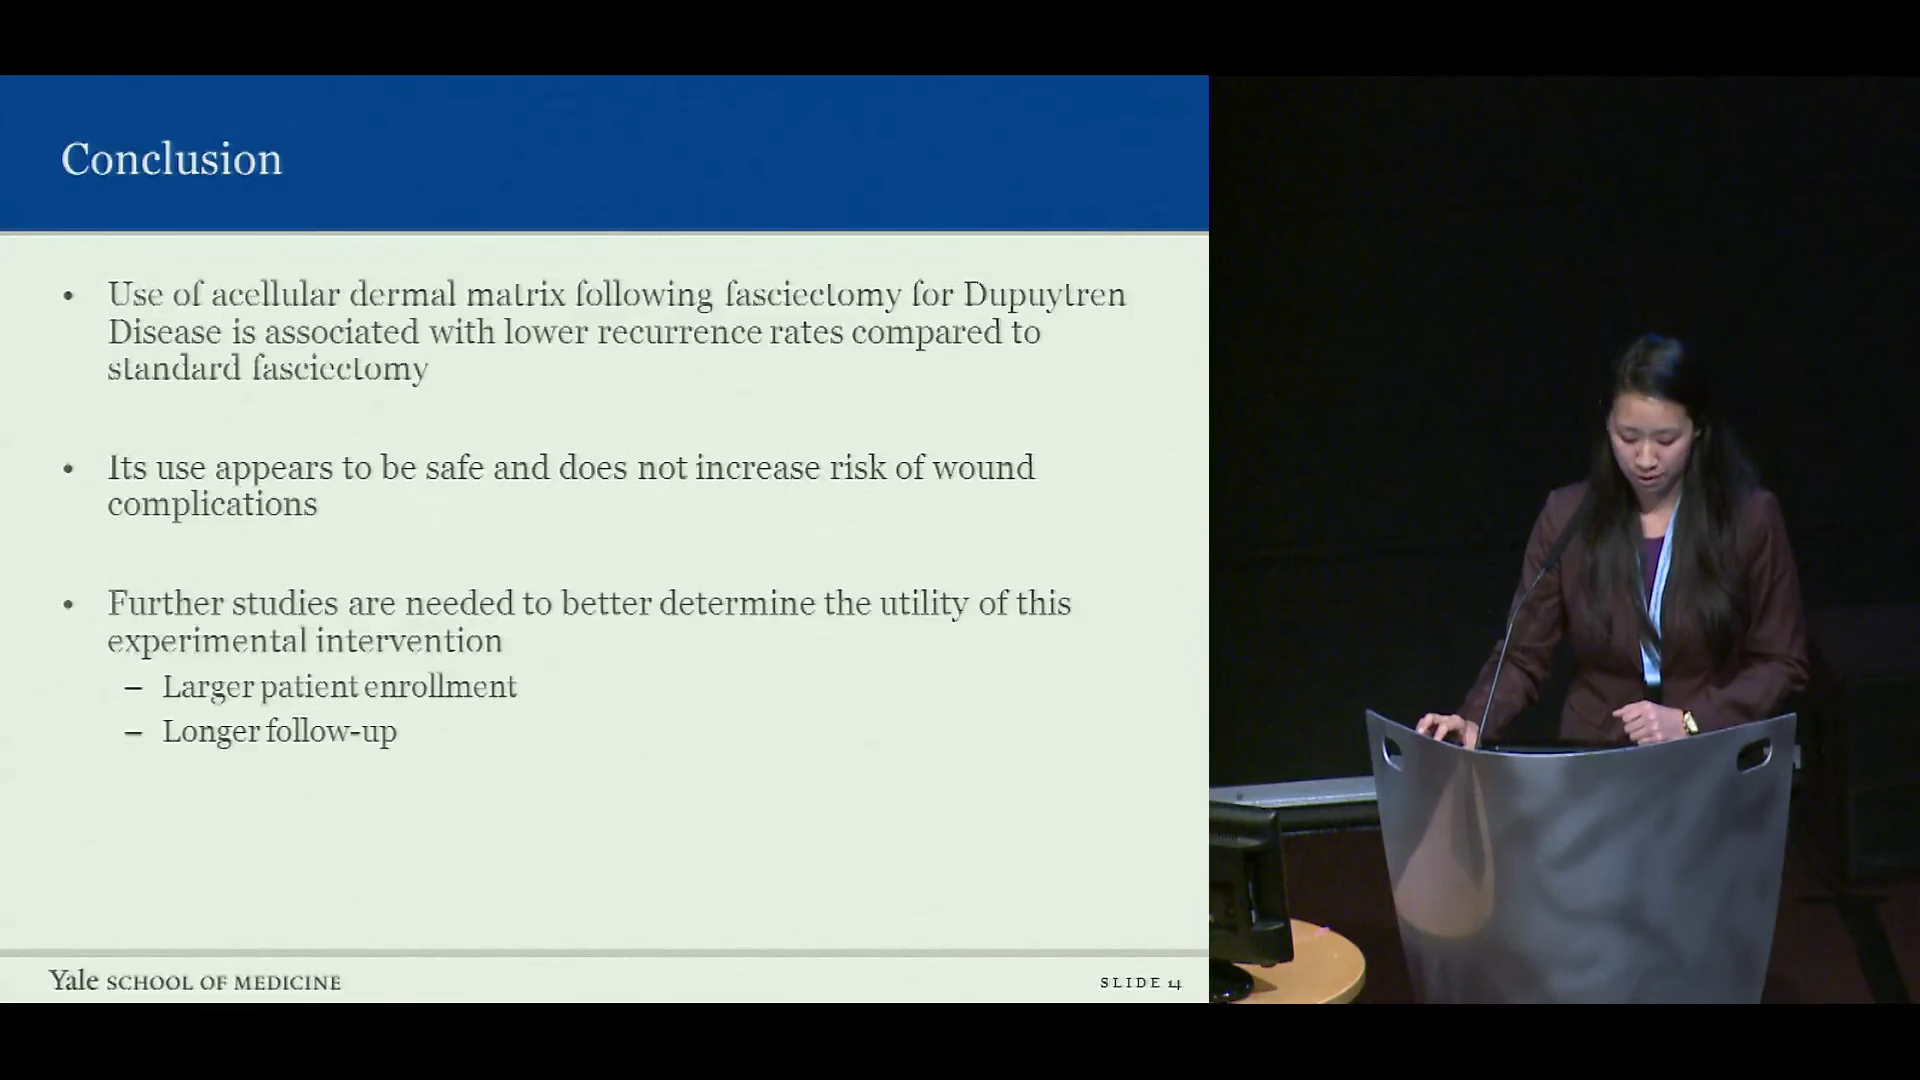 Conclusion
• Use of acellular dermal matrix following fasciectomy for Dupuytren
Disease is associated with lower recurrence rates compared to
standard fasciectomy
• Its use appears to be safe and does not increase risk of wound
complications
• Further studies are needed to better determine the utility of this
experimental intervention
– Larger patient enrollment
– Longer follow-up
Yale SCHOOL OF MEDICINE
SLIDE 14